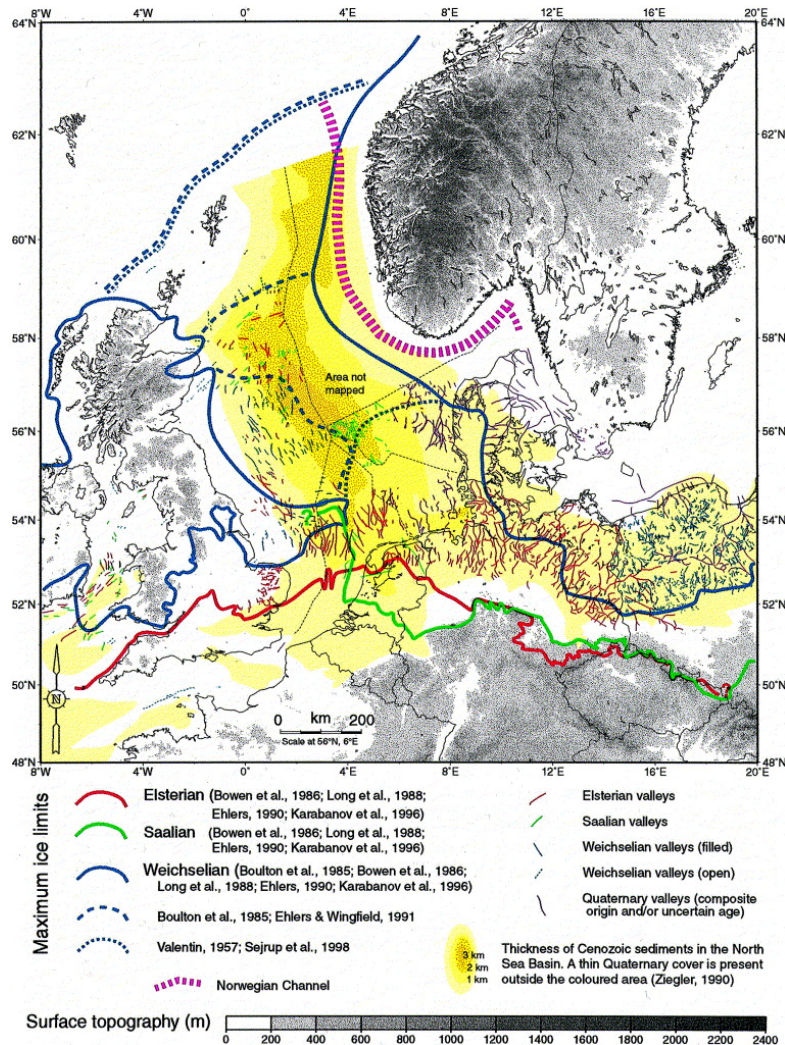 64°N 8°W 4°W 0° 4°E 8°E 12°E 16°E 20°E 64°N
62°N 62°N
60°N 60°N
58°N 58°N
Area not
mapped
56°N 56°N
54°N 54°N
52°N 52°N
50°N 50°N
N
0 km 200
Scale at 56°N, 6°E
48°N 48°N
8°W 4°W 0° 4°E 8°E 12°E 16°E 20°E
Maximum ice limits
Elsterian (Bowen et al., 1986; Long et al., 1988;
Ehlers, 1990; Karabanov et al., 1996)
Saalian (Bowen et al., 1986; Long et al., 1988;
Ehlers, 1990; Karabanov et al., 1996)
Weichselian (Boulton et al., 1985; Bowen et al., 1986;
Long et al., 1988; Ehlers, 1990; Karabanov et al., 1996)
Boulton et al., 1985; Ehlers & Wingfield, 1991
Valentin, 1957; Sejrup et al., 1998
Norwegian Channel
Elsterian valleys
Saalian valleys
Weichselian valleys (filled)
Weichselian valleys (open)
Quaternary valleys (composite
origin and/or uncertain age)
3 km
2 km
1 km
Thickness of Cenozoic sediments in the North
Sea Basin. A thin Quaternary cover is present
outside the coloured area (Ziegler, 1990)
Surface topography (m)
0 200 400 600 800 1000 1200 1400 1600 1800 2000 2200 2400